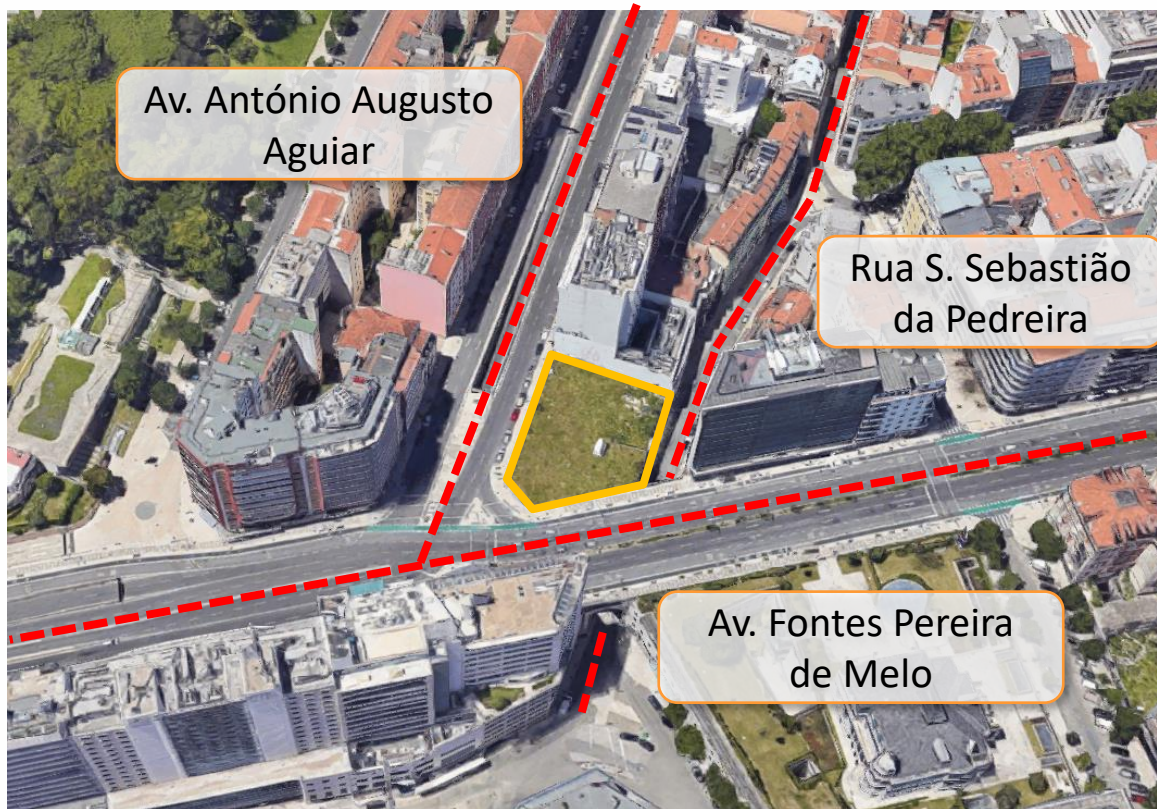 Av. António Augusto
Aguiar
Rua S. Sebastião
da Pedreira
Av. Fontes Pereira
de Melo